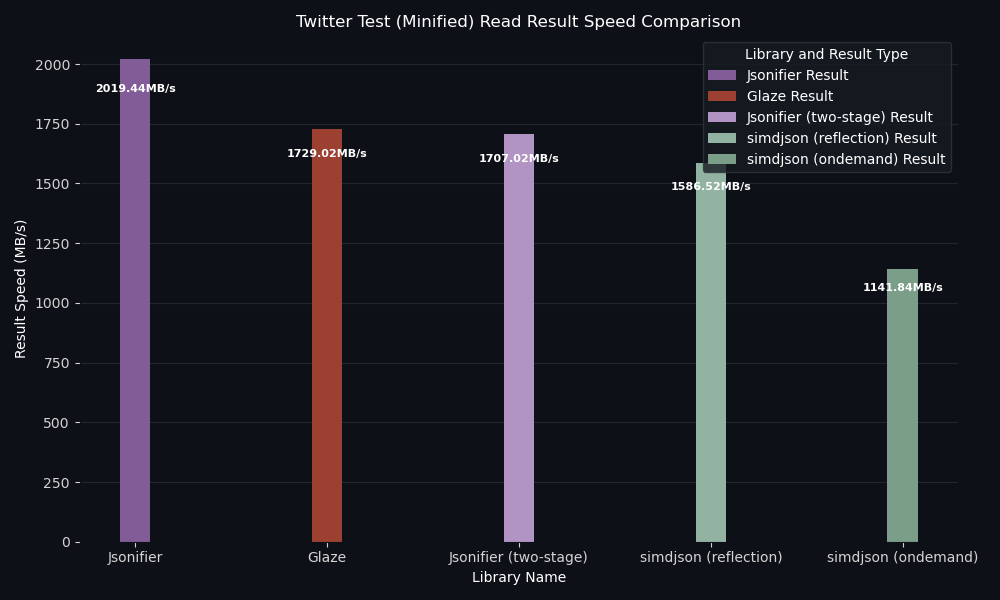 Twitter Test (Minified) Read Result Speed Comparison
Library and Result Type
Jsonifier Result
Glaze Result
Jsonifier (two-stage) Result
simdjson (reflection) Result
simdjson (ondemand) Result
Result Speed (MB/s)
2000
1750
1500
1250
1000
750
500
250
0
2019.44MB/s
1729.02MB/s
1707.02MB/s
1586.52MB/s
1141.84MB/s
Jsonifier
Glaze
Jsonifier (two-stage)
simdjson (reflection)
simdjson (ondemand)
Library Name